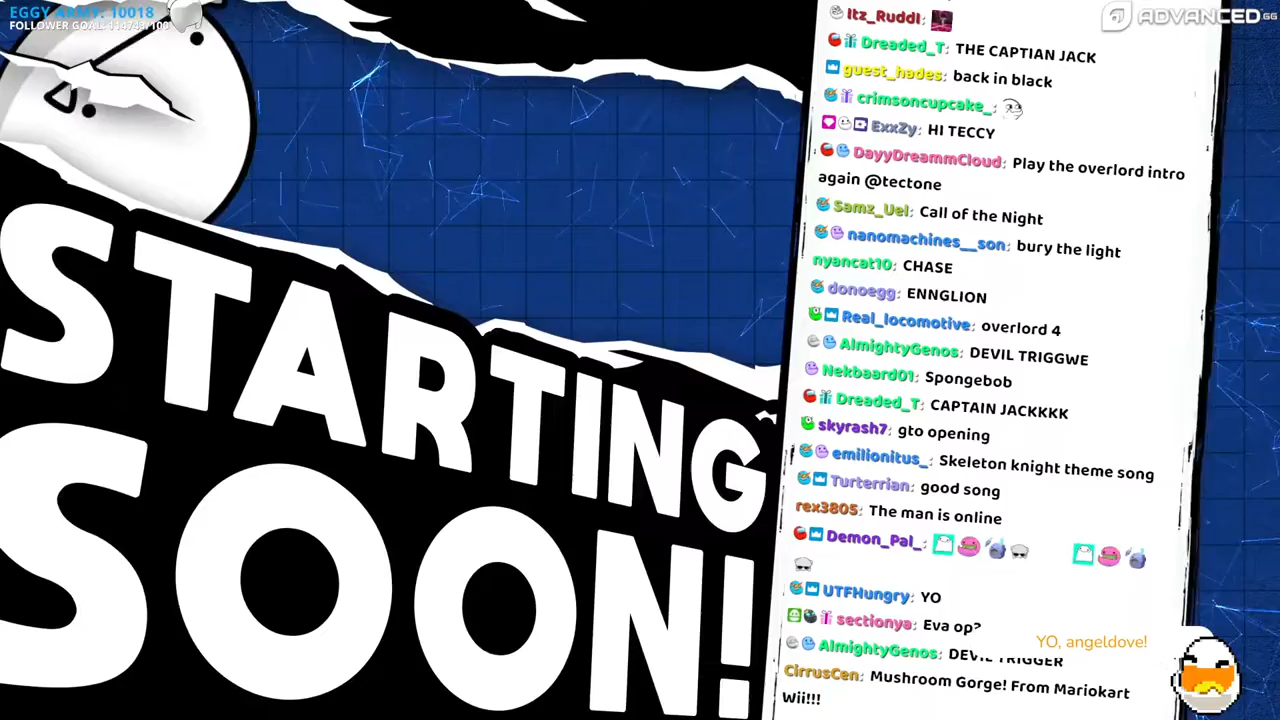 EGGY ARMY: 10018
FOLLOWER GOAL: 114743/100
ADVANCED.GG
STARTING
SOON!
Itz_Ruddl:
Dreaded_T: THE CAPTIAN JACK
guest_hades: back in black
crimsoncupcake_:
ExxZy: HI TECCY
DayyDreammCloud: Play the overlord intro
again @tectone
Samz_Uel: Call of the Night
nanomachines__son: bury the light
nyancat10: CHASE
donoegg: ENNGLION
Real_locomotive: overlord 4
AlmightyGenos: DEVIL TRIGGWE
Nekbaard01: Spongebob
Dreaded_T: CAPTAIN JACKKKK
skyrash7: gto opening
emilionitus_: Skeleton knight theme song
Turterrian: good song
rex3805: The man is online
Demon_Pal_:
UTFHungry: YO
sectionya: Eva op?
YO, angeldove!
AlmightyGenos: DEVIL TRIGGER
CirrusCen: Mushroom Gorge! From Mariokart
Wii!!!